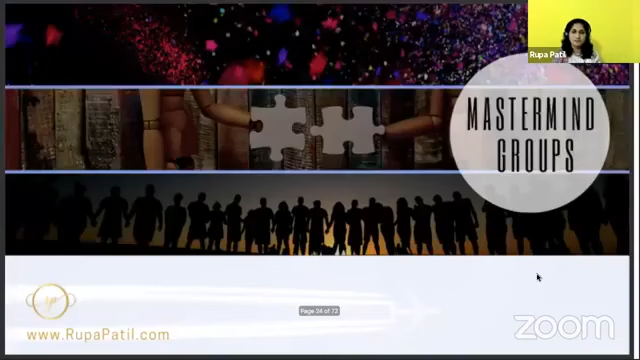 Rupa Patil
MASTERMIND
GROUPS
Page 24 of 72
www.RupaPatil.com
zoom